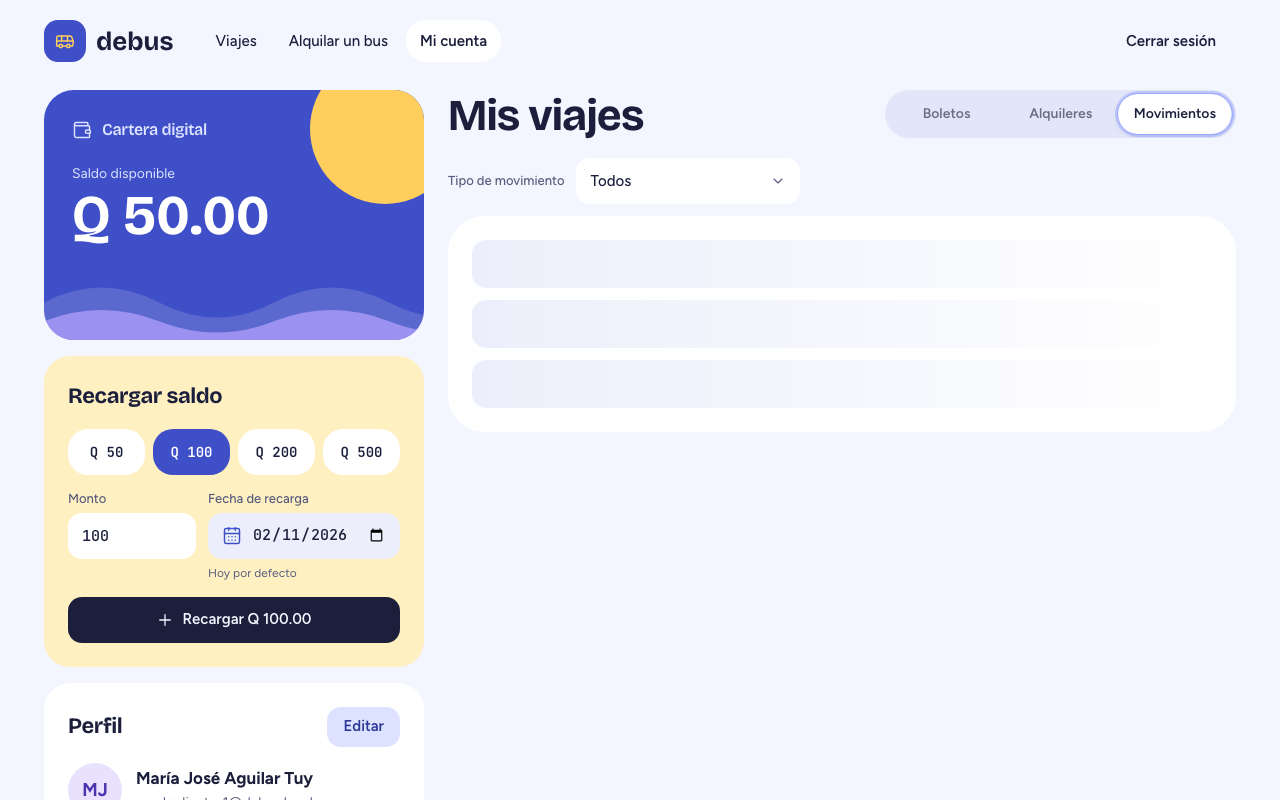 debus
Viajes
Alquilar un bus
Mi cuenta
Cerrar sesión
Cartera digital
Saldo disponible
Q 50.00
Recargar saldo
Q 50
Q 100
Q 200
Q 500
Monto
Fecha de recarga
100
02/11/2026
Hoy por defecto
Recargar Q 100.00
Perfil
Editar
MJ
María José Aguilar Tuy
Mis viajes
Boletos
Alquileres
Movimientos
Tipo de movimiento
Todos